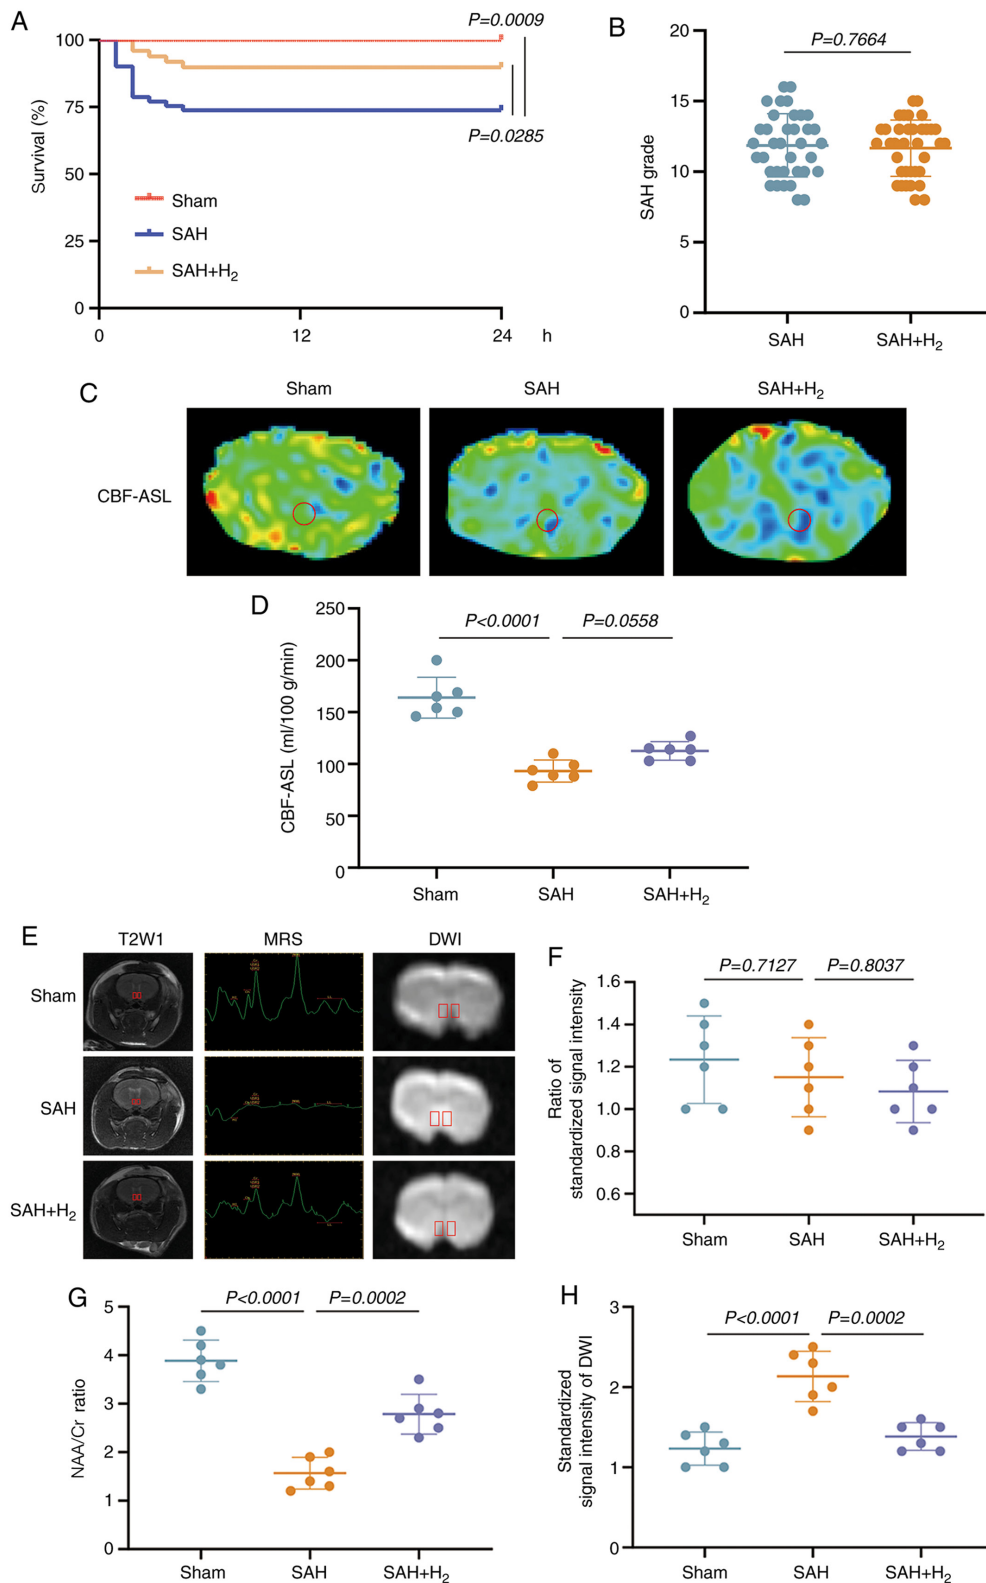 A
P=0.0009
100
75
50
25
0
Survival (%)
P=0.0285
Sham
SAH
SAH+H2
0
12
24
h
B
P=0.7664
20
15
10
5
0
SAH grade
SAH
SAH+H2
C
Sham
SAH
SAH+H2
CBF-ASL
D
P<0.0001
P=0.0558
250
200
150
100
50
0
CBF-ASL (ml/100 g/min)
Sham
SAH
SAH+H2
E
T2W1
MRS
DWI
Sham
SAH
SAH+H2
F
P=0.7127
P=0.8037
1.6
1.4
1.2
1.0
0.8
0.6
Ratio of
standardized signal intensity
Sham
SAH
SAH+H2
G
P<0.0001
P=0.0002
5
4
3
2
1
0
NAA/Cr ratio
Sham
SAH
SAH+H2
H
P<0.0001
P=0.0002
3
2
1
0
Standardized
signal intensity of DWI
Sham
SAH
SAH+H2